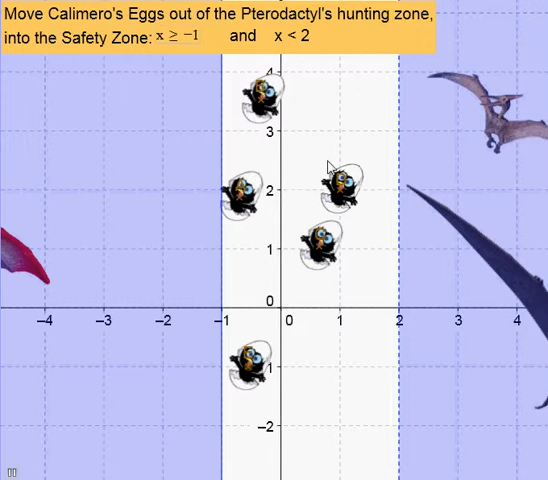 Move Calimero's Eggs out of the Pterodactyl's hunting zone,
into the Safety Zone: x ≥ −1 and x < 2
4
3
2
1
0
−4 −3 −2 −1 0 1 2 3 4
−1
−2